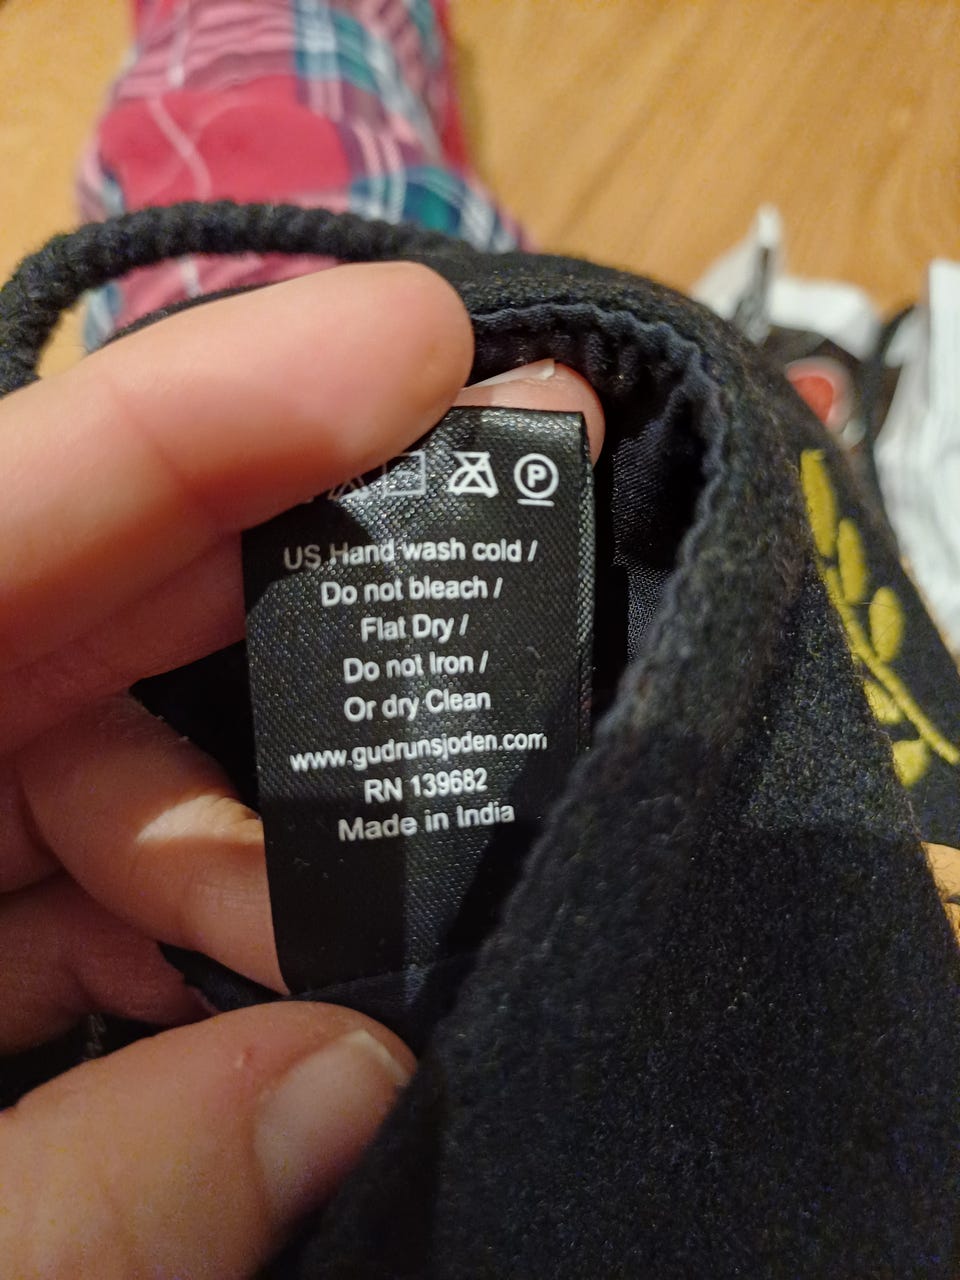 P
US Hand wash cold /
Do not bleach /
Flat Dry /
Do not Iron /
Or dry Clean
www.gudrunsjoden.com
RN 139682
Made in India